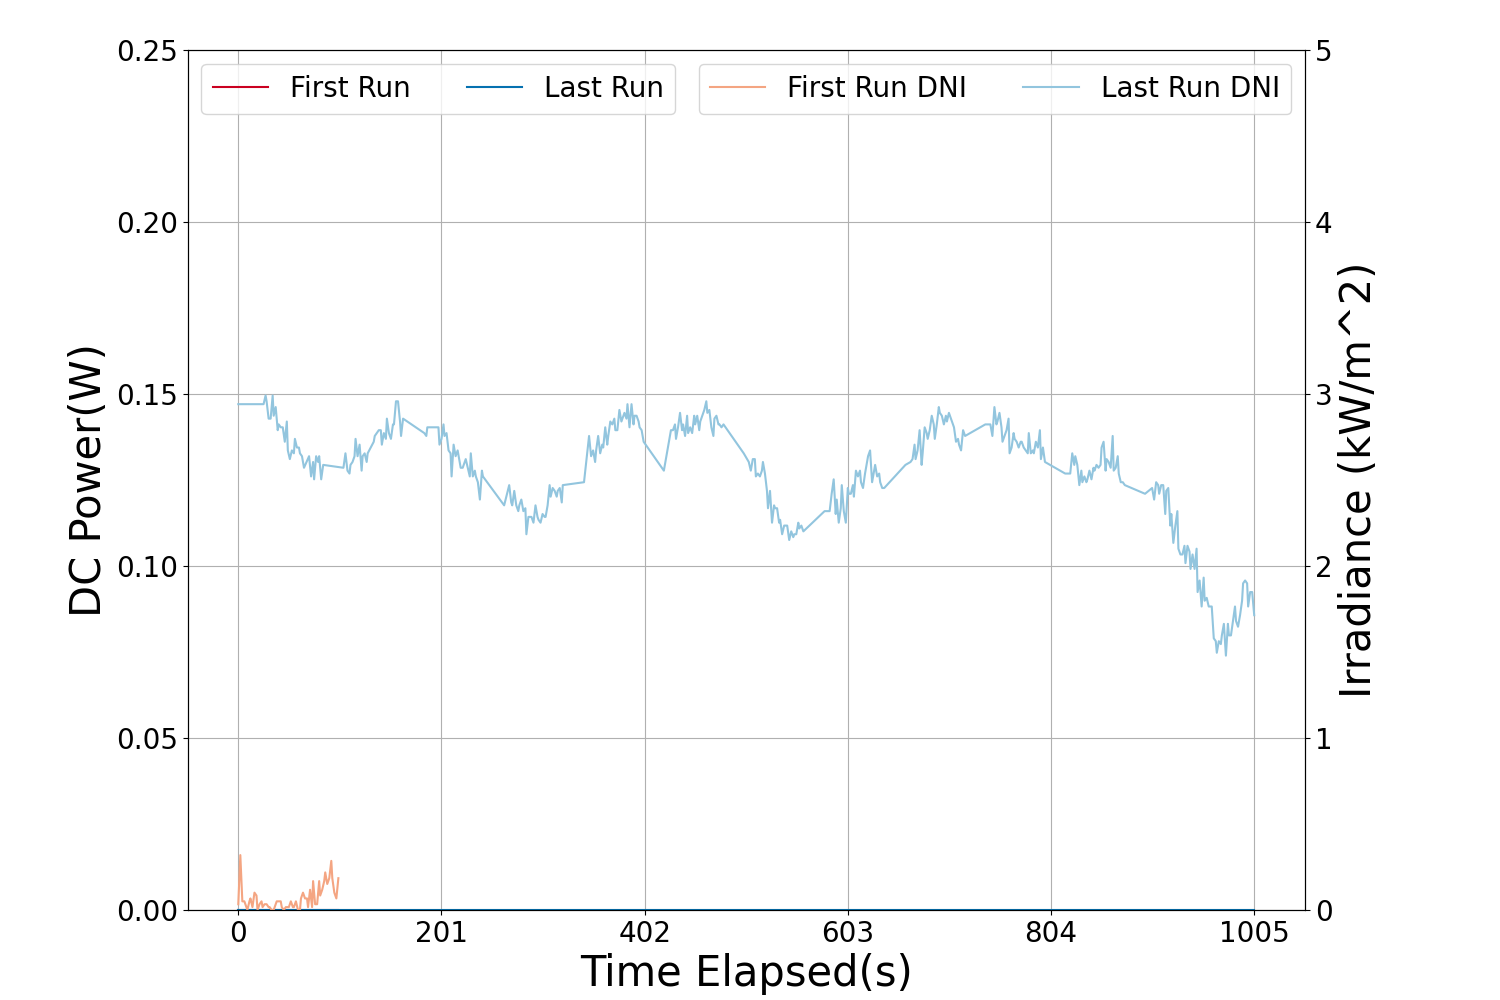 0.25
0.20
0.15
0.10
0.05
0.00
DC Power(W)
First Run
Last Run
First Run DNI
Last Run DNI
5
4
3
2
1
0
Irradiance (kW/m^2)
0
201
402
603
804
1005
Time Elapsed(s)